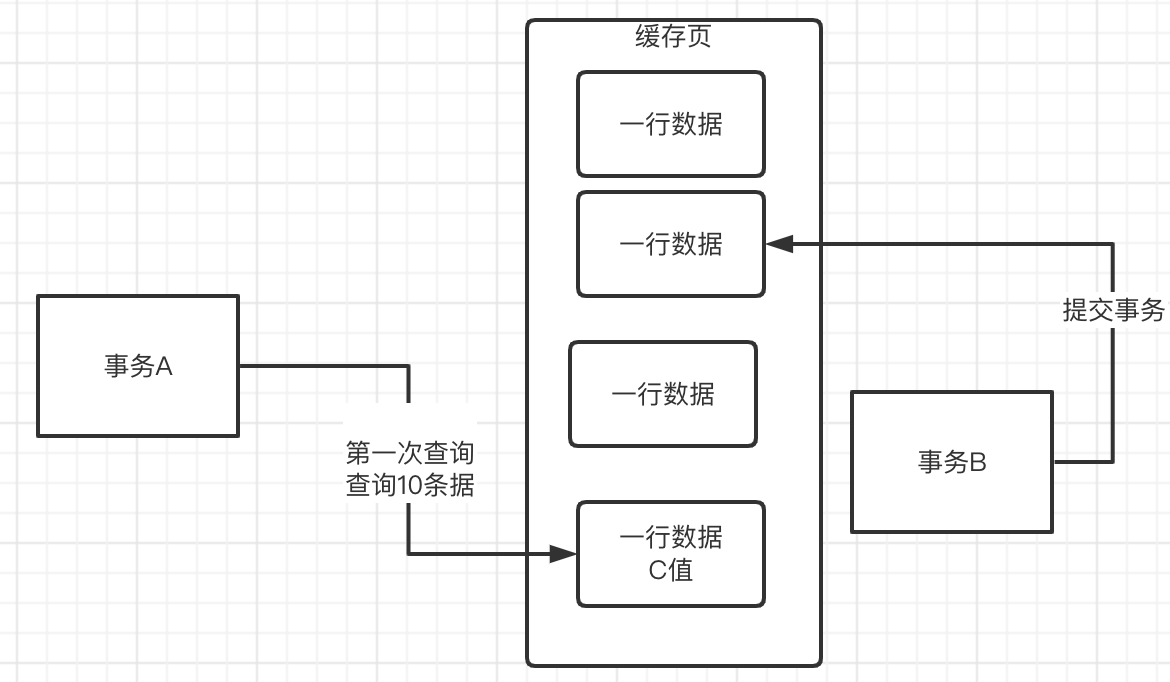 缓存页
一行数据
一行数据
提交事务
事务A
一行数据
第一次查询
查询10条据
事务B
一行数据
C值